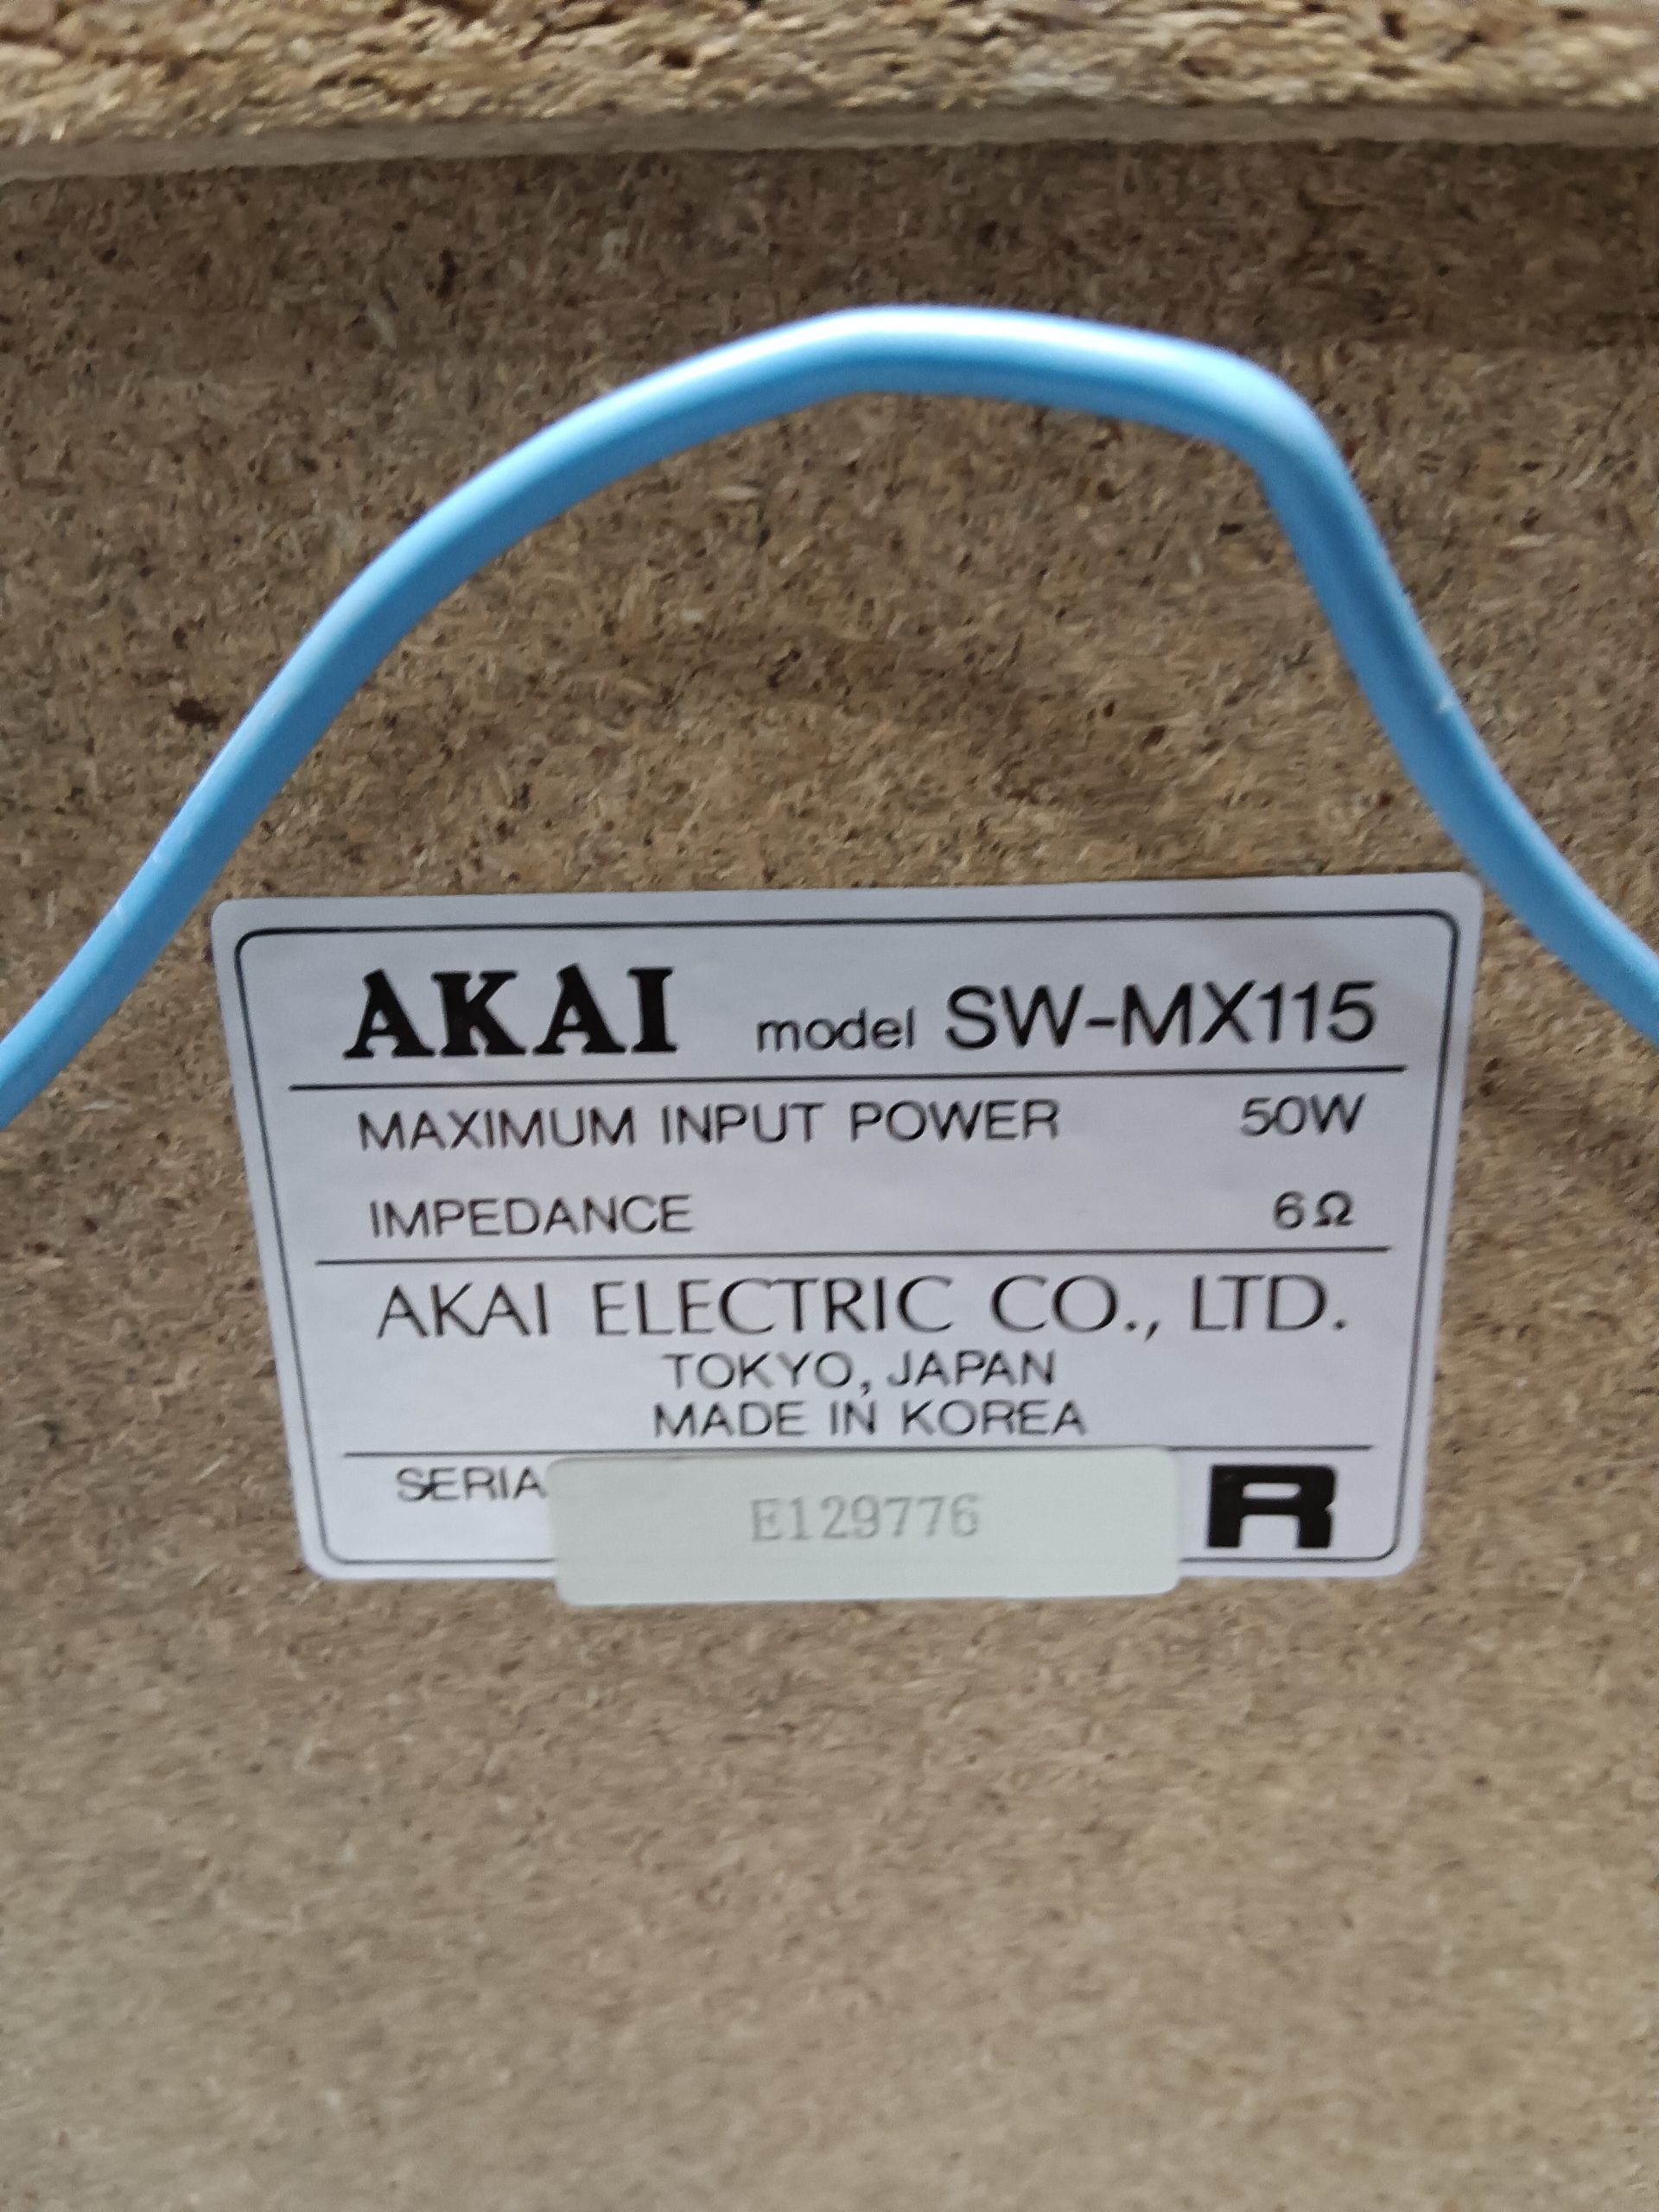 AKAI model SW-MX115
MAXIMUM INPUT POWER 50W
IMPEDANCE 6Ω
AKAI ELECTRIC CO., LTD.
TOKYO, JAPAN
MADE IN KOREA
SERIA E129776 R